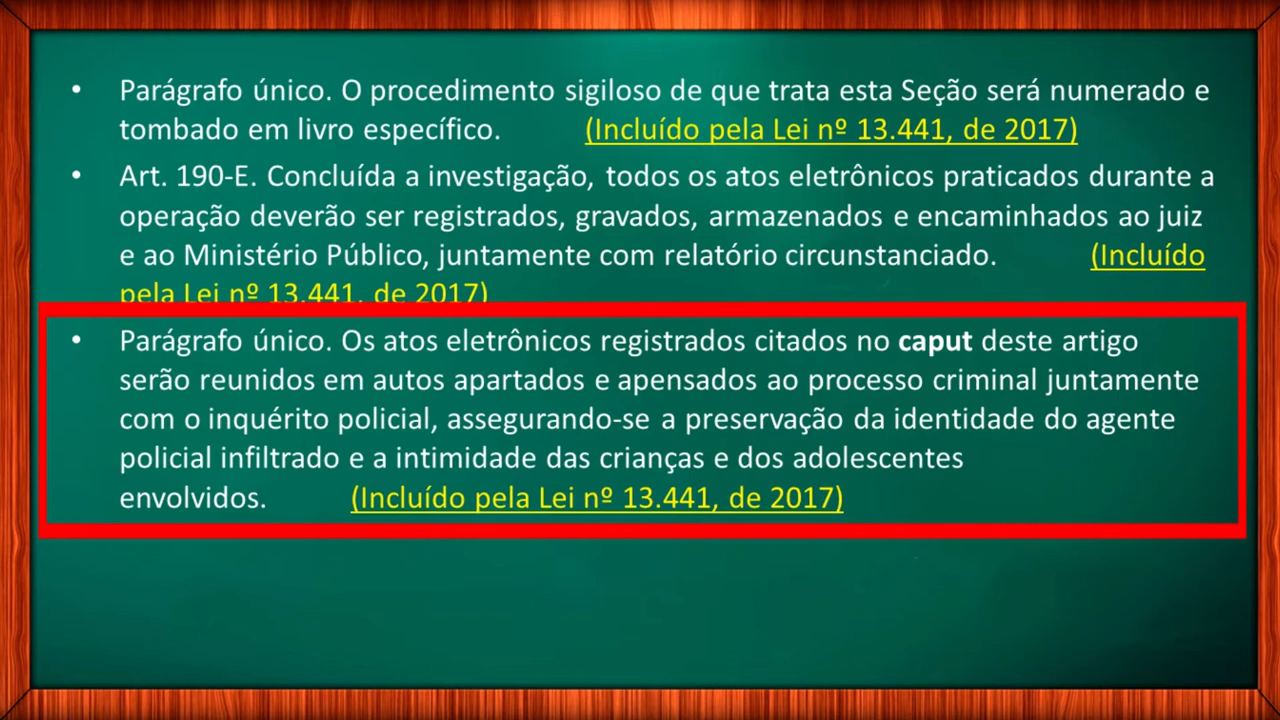 • Parágrafo único. O procedimento sigiloso de que trata esta Seção será numerado e
tombado em livro específico. (Incluído pela Lei nº 13.441, de 2017)
• Art. 190-E. Concluída a investigação, todos os atos eletrônicos praticados durante a
operação deverão ser registrados, gravados, armazenados e encaminhados ao juiz
e ao Ministério Público, juntamente com relatório circunstanciado. (Incluído
pela Lei nº 13.441, de 2017)
• Parágrafo único. Os atos eletrônicos registrados citados no caput deste artigo
serão reunidos em autos apartados e apensados ao processo criminal juntamente
com o inquérito policial, assegurando-se a preservação da identidade do agente
policial infiltrado e a intimidade das crianças e dos adolescentes
envolvidos. (Incluído pela Lei nº 13.441, de 2017)